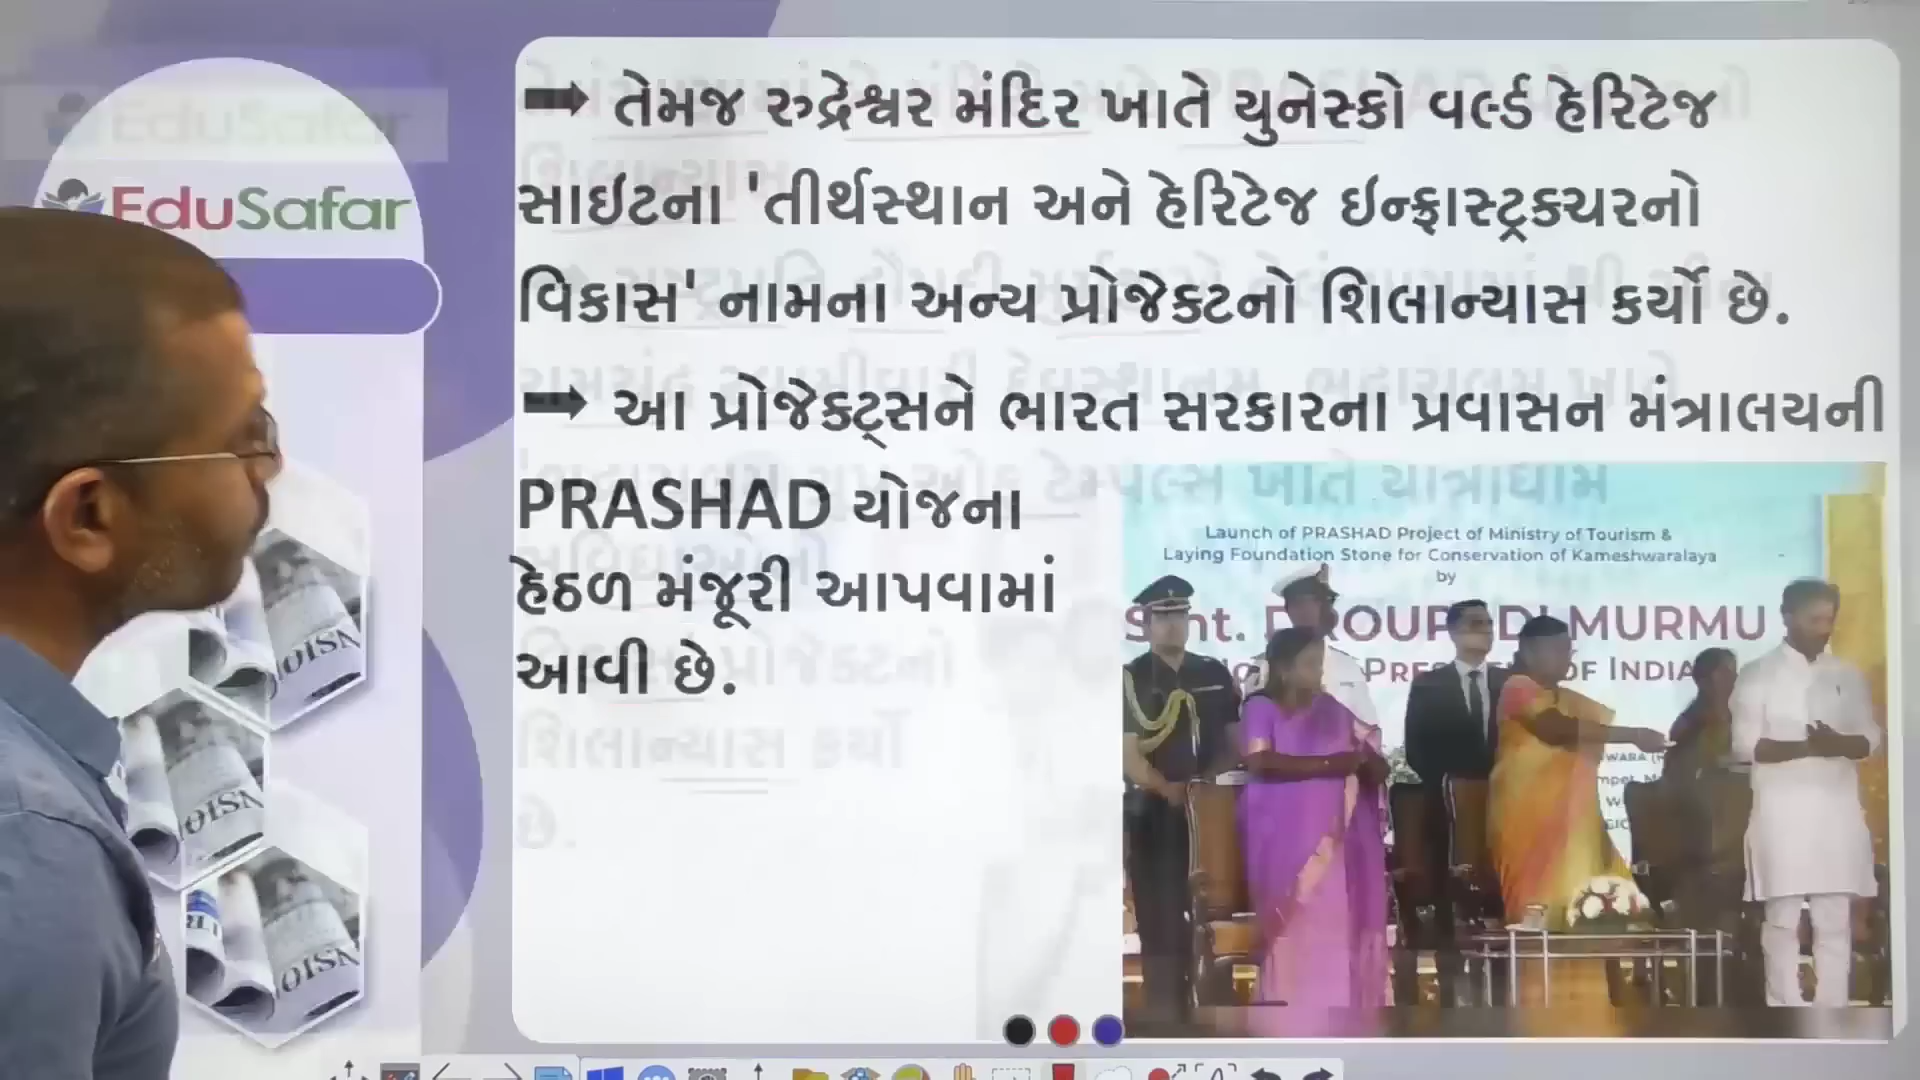 EduSafar
➡ તેમજ રુદ્રેશ્વર મંદિર ખાતે યુનેસ્કો વર્લ્ડ હેરિટેજ
સાઇટના 'તીર્થસ્થાન અને હેરિટેજ ઇન્ફ્રાસ્ટ્રક્ચરનો
વિકાસ' નામના અન્ય પ્રોજેક્ટનો શિલાન્યાસ કર્યો છે.
➡ આ પ્રોજેક્ટ્સને ભારત સરકારના પ્રવાસન મંત્રાલયની
PRASHAD યોજના
હેઠળ મંજૂરી આપવામાં
આવી છે.
Launch of PRASHAD Project of Ministry of Tourism &
Laying Foundation Stone for Conservation of Kameshwaralaya
by
MURMU
OF INDIA